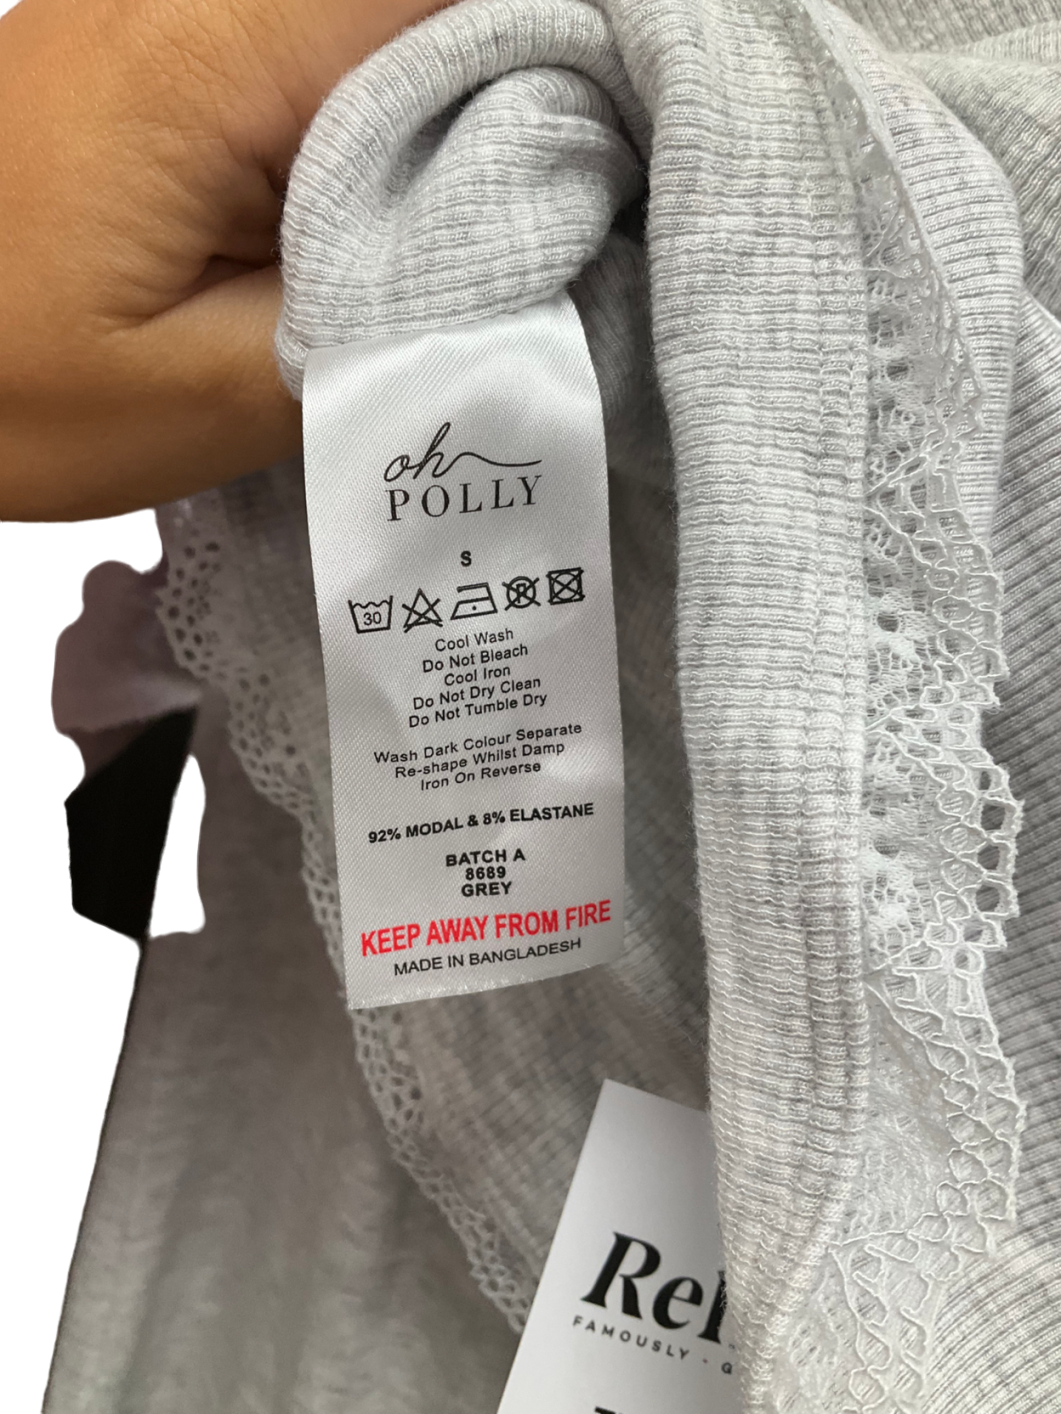 oh
POLLY
S
30
P
Cool Wash
Do Not Bleach
Cool Iron
Do Not Dry Clean
Do Not Tumble Dry
Wash Dark Colour Separate
Re-shape Whilst Damp
Iron On Reverse
92% MODAL & 8% ELASTANE
BATCH A
8689
GREY
KEEP AWAY FROM FIRE
MADE IN BANGLADESH
Rel
FAMOUSLY · G